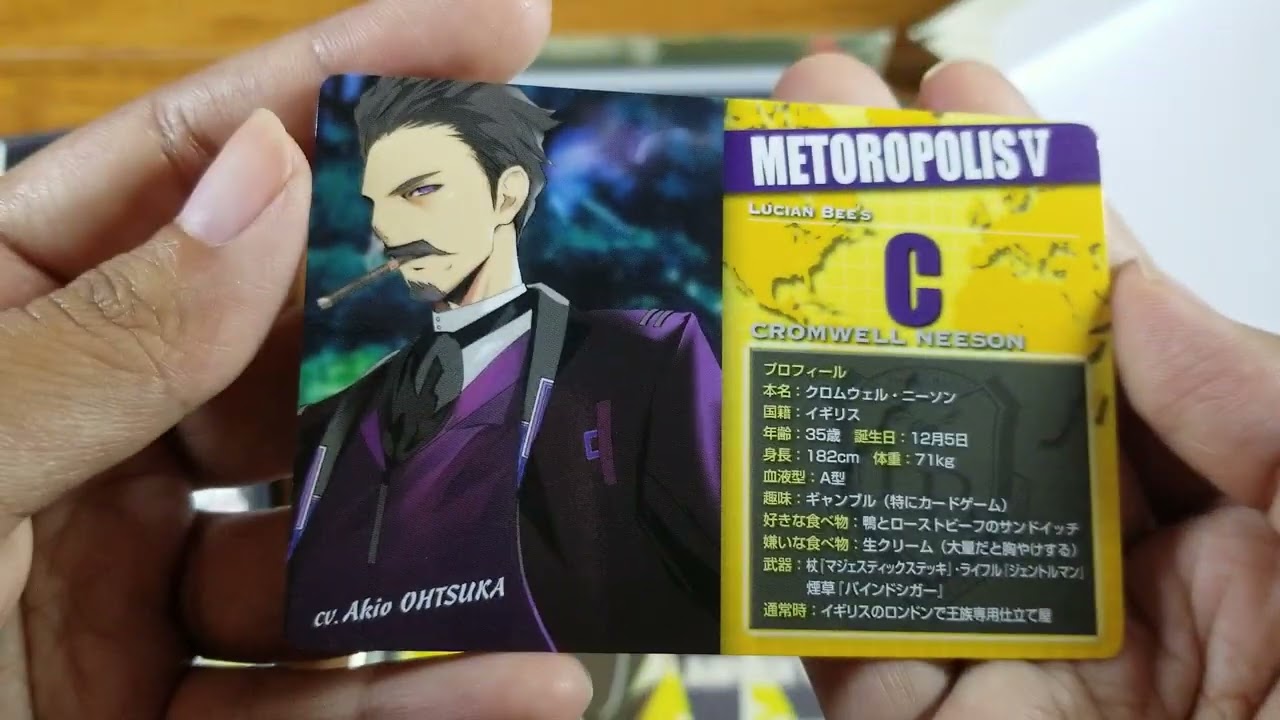 METOROPOLIS V
LUCIAN BEE'S
C
CROMWELL NEESON
プロフィール
本名：クロムウェル・ニーソン
国籍：イギリス
年齢：35歳 誕生日：12月5日
身長：182cm 体重：71kg
血液型：A型
趣味：ギャンブル（特にカードゲーム）
好きな食べ物：鴨とローストビーフのサンドイッチ
嫌いな食べ物：生クリーム（大量だと胸やけする）
武器：杖『マジェスティックステッキ』・ライフル『ジェントルマン』
煙草『バインドシガー』
通常時：イギリスのロンドンで王族専用仕立て屋
CV. Akio OHTSUKA